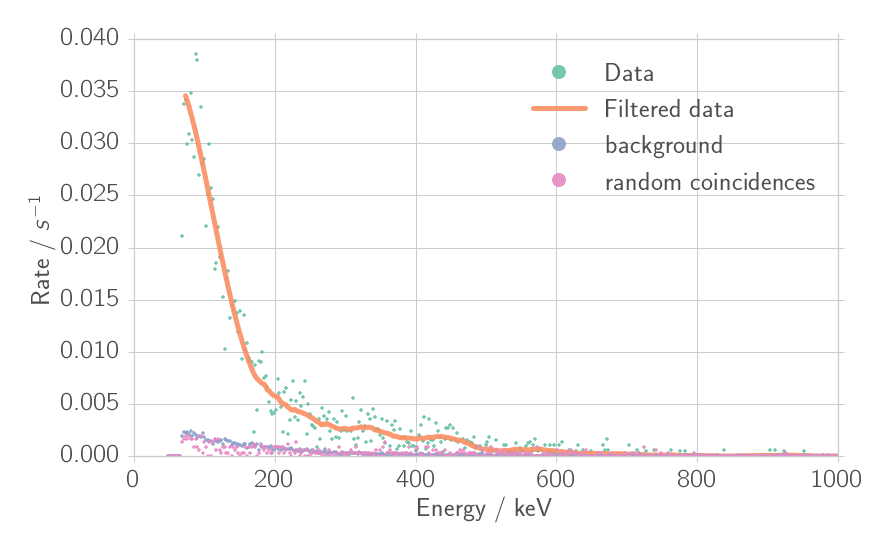 0.040
0.035
0.030
0.025
0.020
0.015
0.010
0.005
0.000
Rate / s⁻¹
Data
Filtered data
background
random coincidences
0 200 400 600 800 1000
Energy / keV